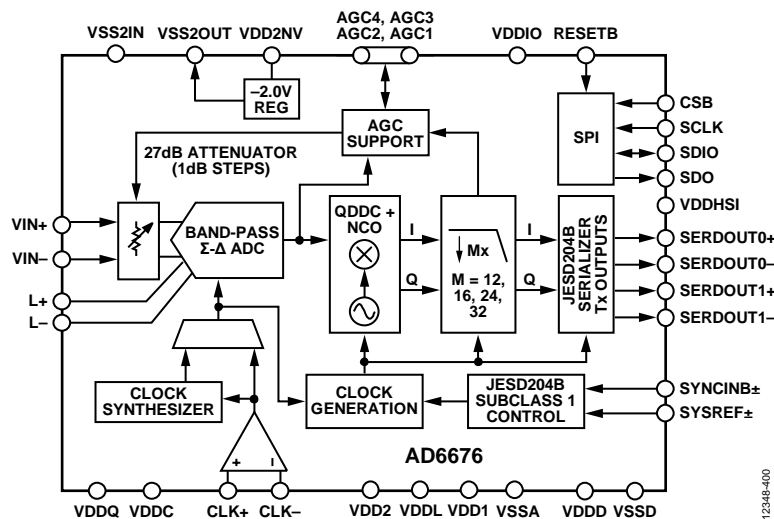 AGC4, AGC3
VSS2IN VSS2OUT VDD2NV AGC2, AGC1 VDDIO RESETB
–2.0V
REG
AGC
SUPPORT
SPI
CSB
SCLK
SDIO
SDO
27dB ATTENUATOR
(1dB STEPS)
VDDHSI
VIN+
VIN–
L+
L–
BAND-PASS
Σ-Δ ADC
QDDC +
NCO
I
Q
Mx
M = 12,
16, 24,
32
I
Q
JESD204B
SERIALIZER
Tx OUTPUTS
SERDOUT0+
SERDOUT0–
SERDOUT1+
SERDOUT1–
CLOCK
SYNTHESIZER
CLOCK
GENERATION
JESD204B
SUBCLASS 1
CONTROL
SYNCINB±
SYSREF±
+ –
AD6676
VDDQ VDDC CLK+ CLK– VDD2 VDDL VDD1 VSSA VDDD VSSD
12348-400